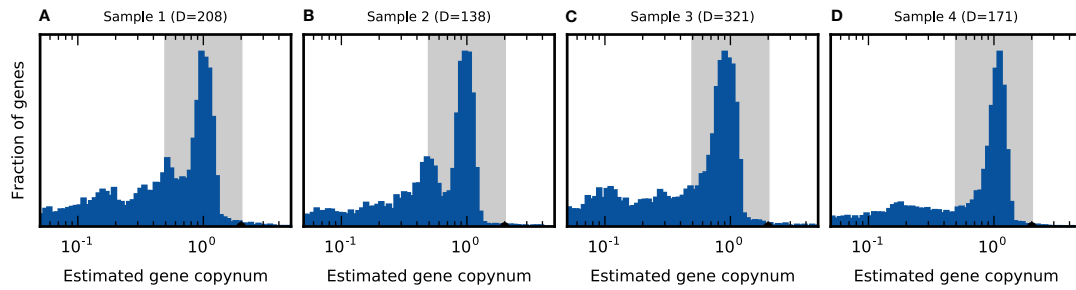 A Sample 1 (D=208)
B Sample 2 (D=138)
C Sample 3 (D=321)
D Sample 4 (D=171)
Fraction of genes
10⁻¹ 10⁰
10⁻¹ 10⁰
10⁻¹ 10⁰
10⁻¹ 10⁰
Estimated gene copynum
Estimated gene copynum
Estimated gene copynum
Estimated gene copynum